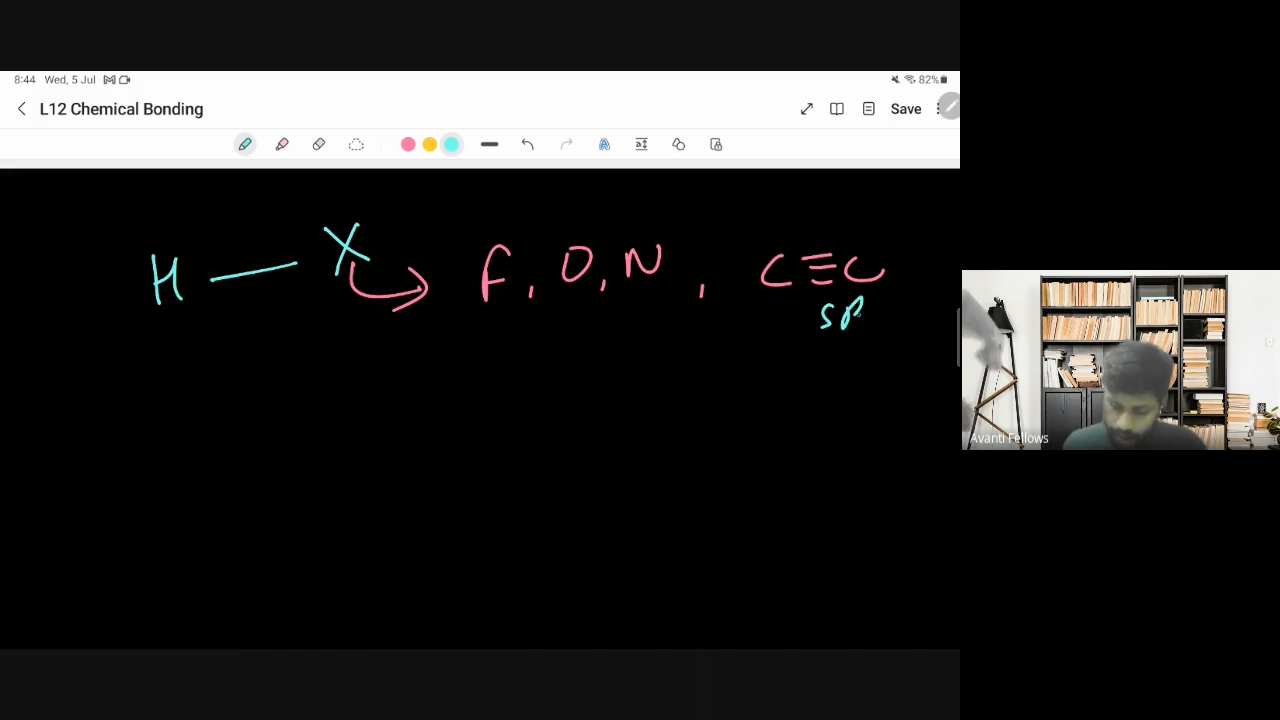 8:44 Wed, 5 Jul 82%
L12 Chemical Bonding Save
H — X → F, O, N, C≡C
sp
Avanti Fellows